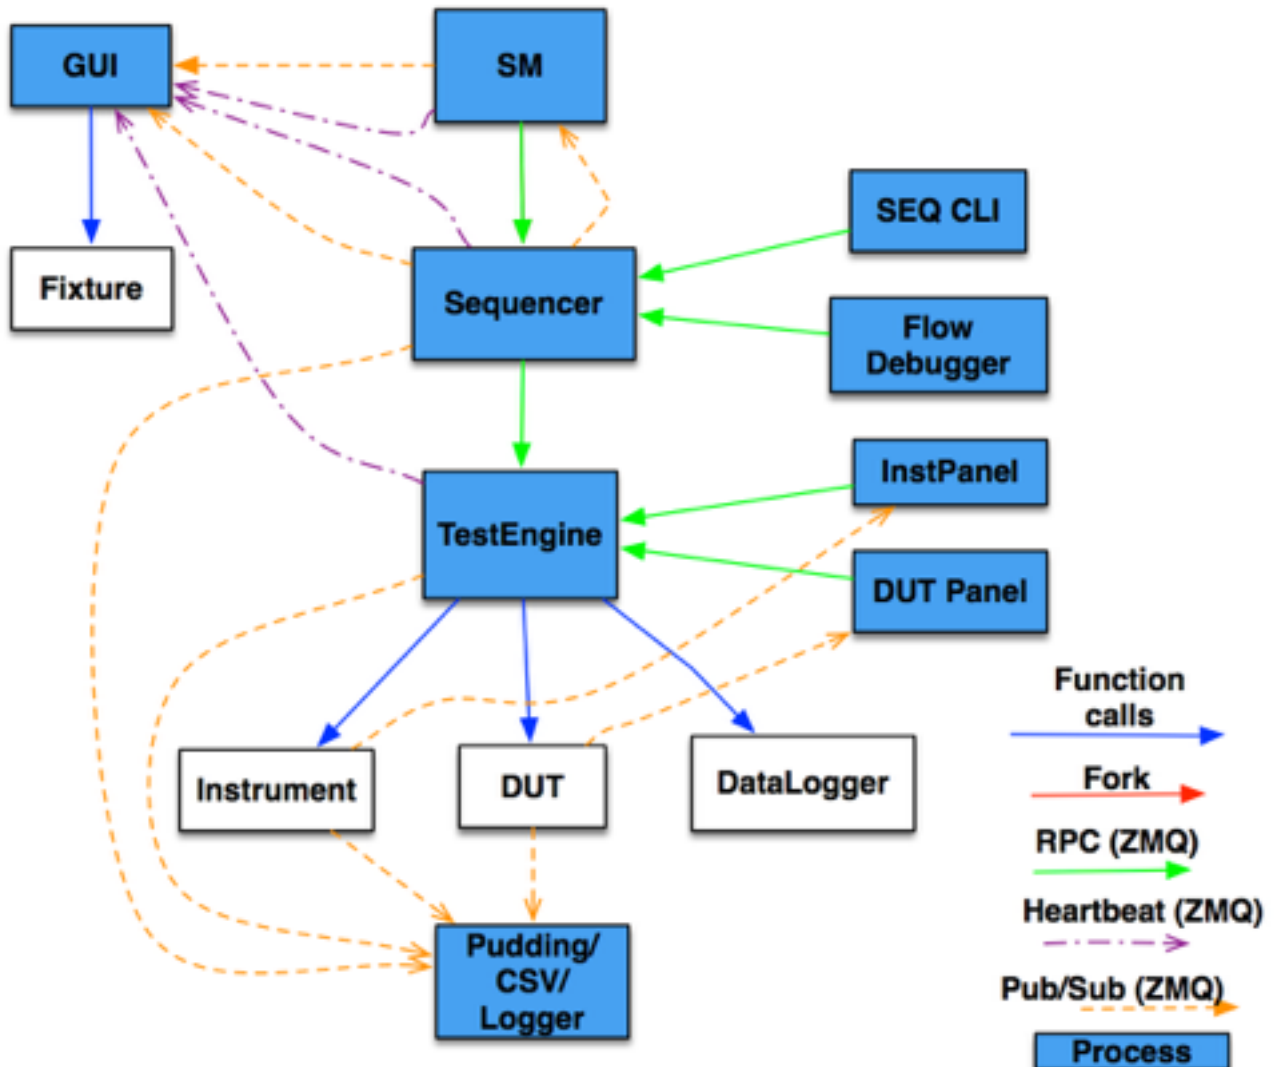 GUI
SM
SEQ CLI
Fixture
Sequencer
Flow
Debugger
InstPanel
TestEngine
DUT Panel
Function
calls
Instrument
DUT
DataLogger
Fork
RPC (ZMQ)
Heartbeat (ZMQ)
Pudding/
CSV/
Logger
Pub/Sub (ZMQ)
Process